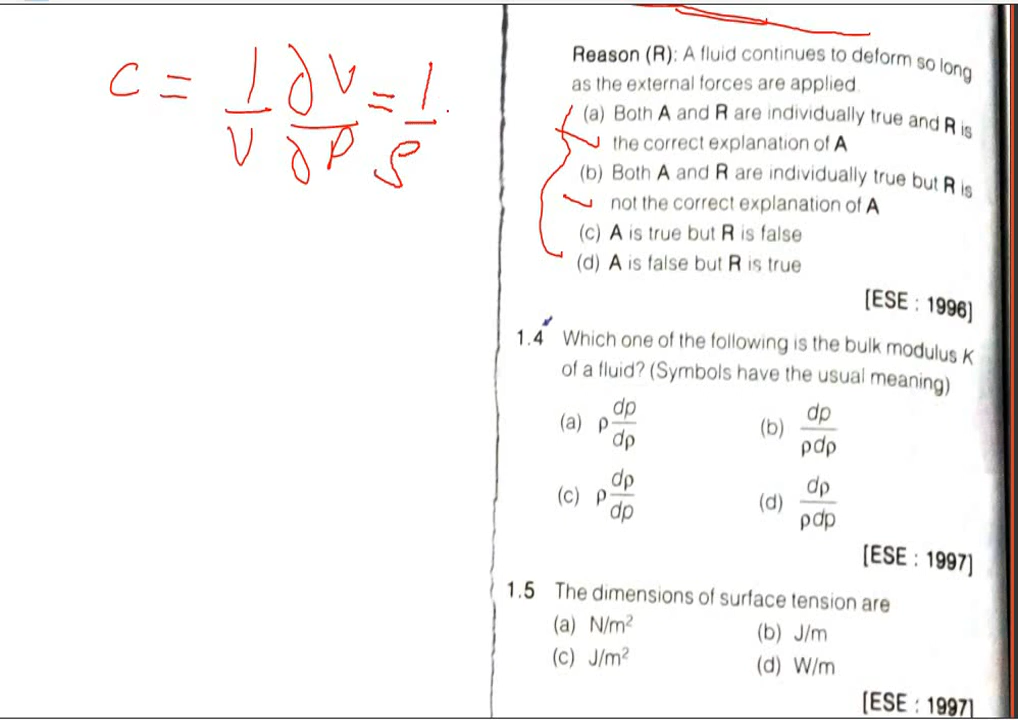 C = 1/V ∂V/∂P = 1/ρ
Reason (R): A fluid continues to deform so long
as the external forces are applied.
(a) Both A and R are individually true and R is
the correct explanation of A
(b) Both A and R are individually true but R is
not the correct explanation of A
(c) A is true but R is false
(d) A is false but R is true
[ESE : 1996]
1.4 Which one of the following is the bulk modulus K
of a fluid? (Symbols have the usual meaning)
(a) ρ dp/dρ (b) dp/ρdρ
(c) ρ dρ/dp (d) dρ/ρdp
[ESE : 1997]
1.5 The dimensions of surface tension are
(a) N/m² (b) J/m
(c) J/m² (d) W/m
[ESE : 1997]